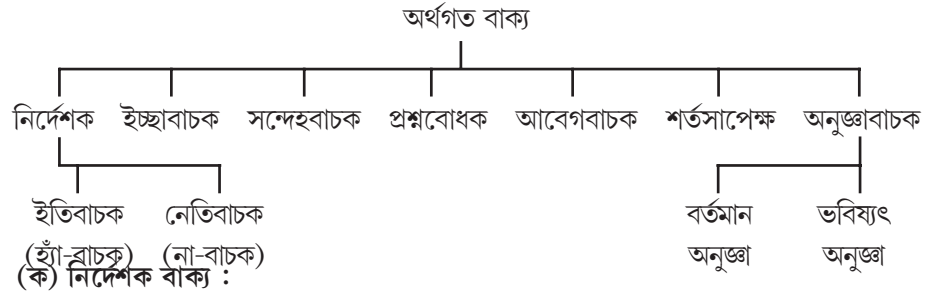 অর্থগত বাক্য
নির্দেশক ইচ্ছাবাচক সন্দেহবাচক প্রশ্নবোধক আবেগবাচক শর্তসাপেক্ষ অনুজ্ঞাবাচক
ইতিবাচক নেতিবাচক বর্তমান ভবিষ্যৎ
(হ্যাঁ-বাচক) (না-বাচক) অনুজ্ঞা অনুজ্ঞা
(ক) নির্দেশক বাক্য :